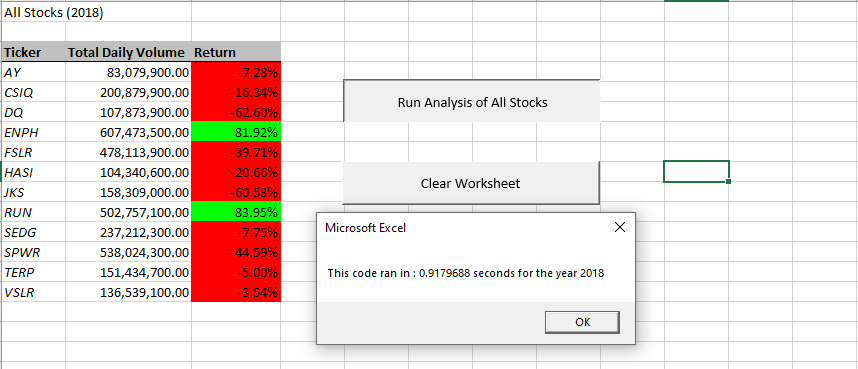 All Stocks (2018)
Ticker Total Daily Volume Return
AY 83,079,900.00 -7.28%
CSIQ 200,879,900.00 -16.34%
DQ 107,873,900.00 -62.60%
ENPH 607,473,500.00 81.92%
FSLR 478,113,900.00 -39.71%
HASI 104,340,600.00 -20.66%
JKS 158,309,000.00 -60.53%
RUN 502,757,100.00 83.95%
SEDG 237,212,300.00 -7.75%
SPWR 538,024,300.00 -44.59%
TERP 151,434,700.00 -5.00%
VSLR 136,539,100.00 -3.54%
Run Analysis of All Stocks
Clear Worksheet
Microsoft Excel
This code ran in : 0.9179688 seconds for the year 2018
OK